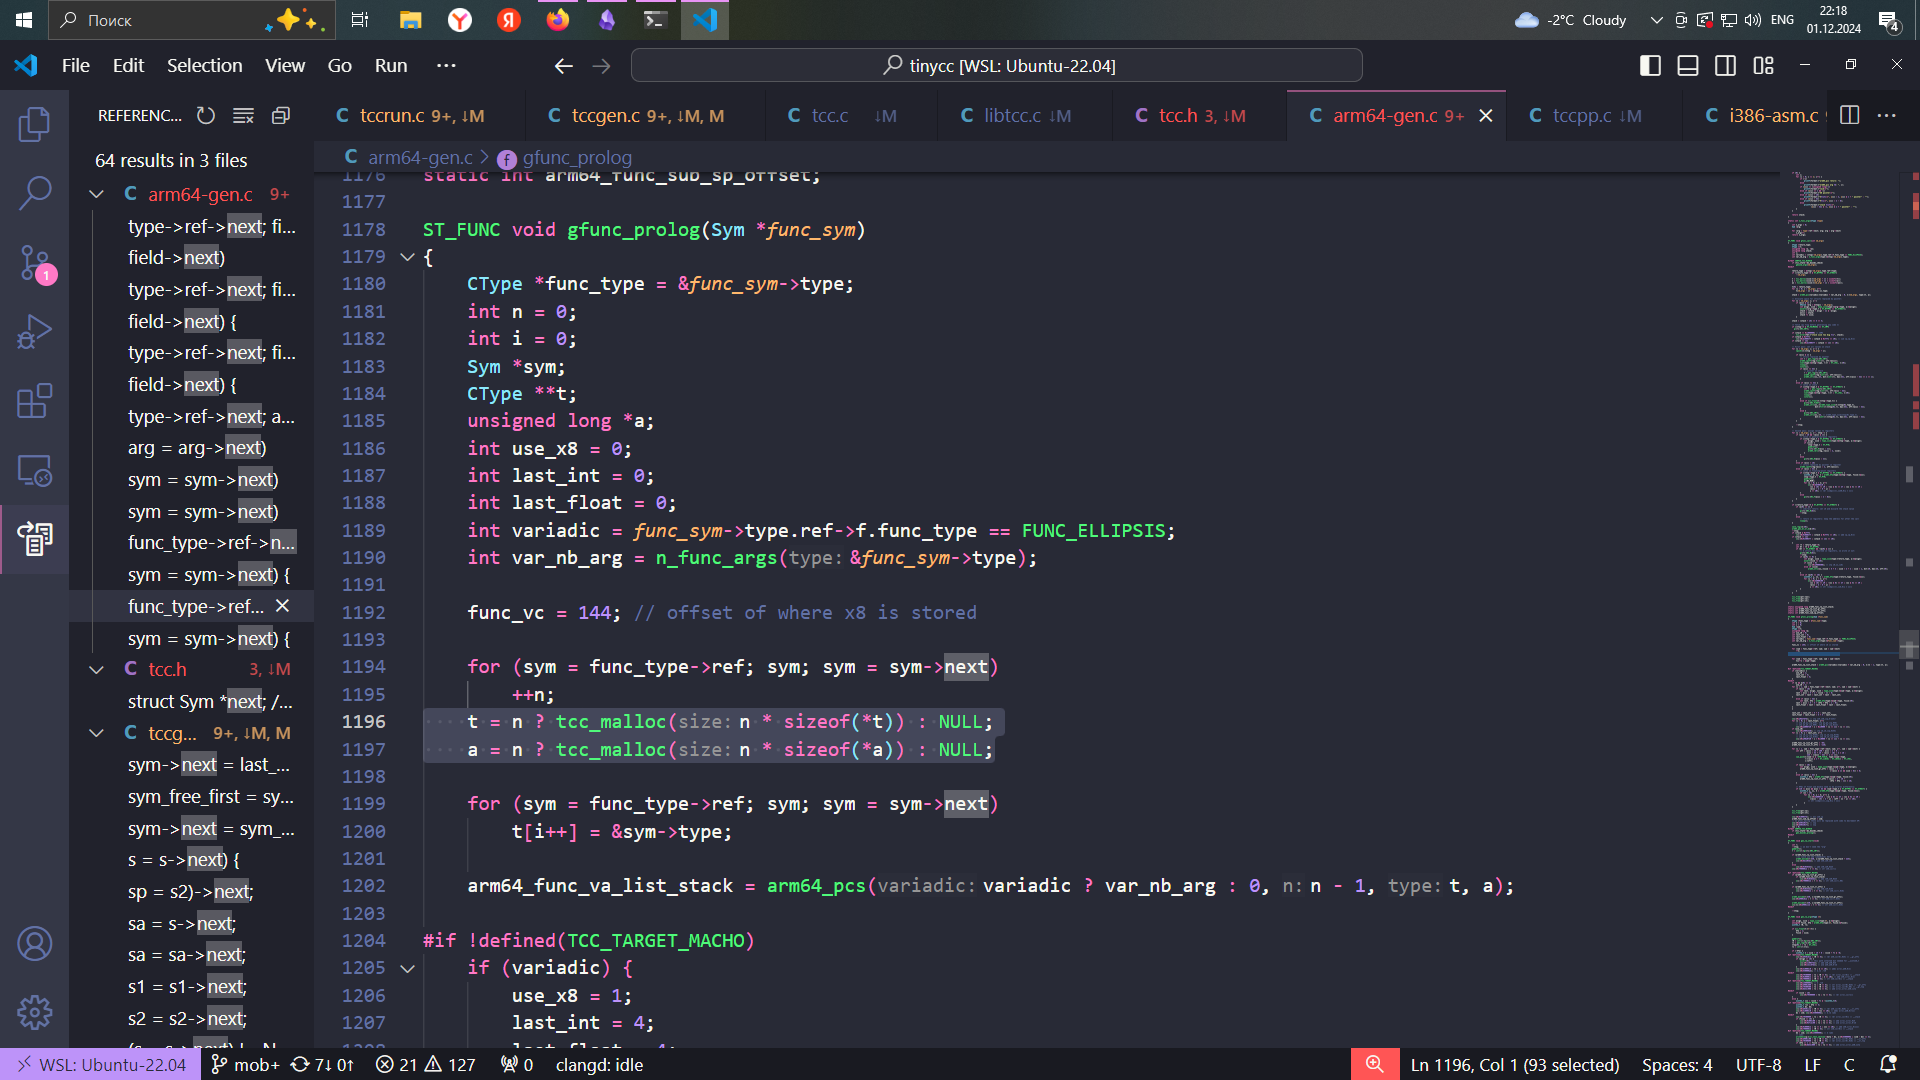 Поиск
-2°C Cloudy
ENG
22:18
01.12.2024
4
File Edit Selection View Go Run ···
tinycc [WSL: Ubuntu-22.04]
REFERENC...
C tccrun.c 9+, ↓M
C tccgen.c 9+, ↓M, M
C tcc.c ↓M
C libtcc.c ↓M
C tcc.h 3, ↓M
C arm64-gen.c 9+
C tccpp.c ↓M
C i386-asm.c
C arm64-gen.c > gfunc_prolog
64 results in 3 files
C arm64-gen.c 9+
type->ref->next; fi...
field->next)
type->ref->next; fi...
field->next) {
type->ref->next; fi...
field->next) {
type->ref->next; a...
arg = arg->next)
sym = sym->next)
sym = sym->next)
func_type->ref->n...
sym = sym->next) {
func_type->ref...
sym = sym->next) {
C tcc.h 3, ↓M
struct Sym *next; /...
C tccg... 9+, ↓M, M
sym->next = last_...
sym_free_first = sy...
sym->next = sym_...
s = s->next) {
sp = s2)->next;
sa = s->next;
sa = sa->next;
s1 = s1->next;
s2 = s2->next;
1
1176 static int arm64_func_sub_sp_offset;
1177
1178 ST_FUNC void gfunc_prolog(Sym *func_sym)
1179 {
1180 CType *func_type = &func_sym->type;
1181 int n = 0;
1182 int i = 0;
1183 Sym *sym;
1184 CType **t;
1185 unsigned long *a;
1186 int use_x8 = 0;
1187 int last_int = 0;
1188 int last_float = 0;
1189 int variadic = func_sym->type.ref->f.func_type == FUNC_ELLIPSIS;
1190 int var_nb_arg = n_func_args(type: &func_sym->type);
1191
1192 func_vc = 144; // offset of where x8 is stored
1193
1194 for (sym = func_type->ref; sym; sym = sym->next)
1195 ++n;
1196 t = n ? tcc_malloc(size: n * sizeof(*t)) : NULL;
1197 a = n ? tcc_malloc(size: n * sizeof(*a)) : NULL;
1198
1199 for (sym = func_type->ref; sym; sym = sym->next)
1200 t[i++] = &sym->type;
1201
1202 arm64_func_va_list_stack = arm64_pcs(variadic: variadic ? var_nb_arg : 0, n: n - 1, type: t, a);
1203
1204 #if !defined(TCC_TARGET_MACHO)
1205 if (variadic) {
1206 use_x8 = 1;
1207 last_int = 4;
WSL: Ubuntu-22.04 mob+ 7↓ 0↑ 21 127 0 clangd: idle
Ln 1196, Col 1 (93 selected) Spaces: 4 UTF-8 LF C